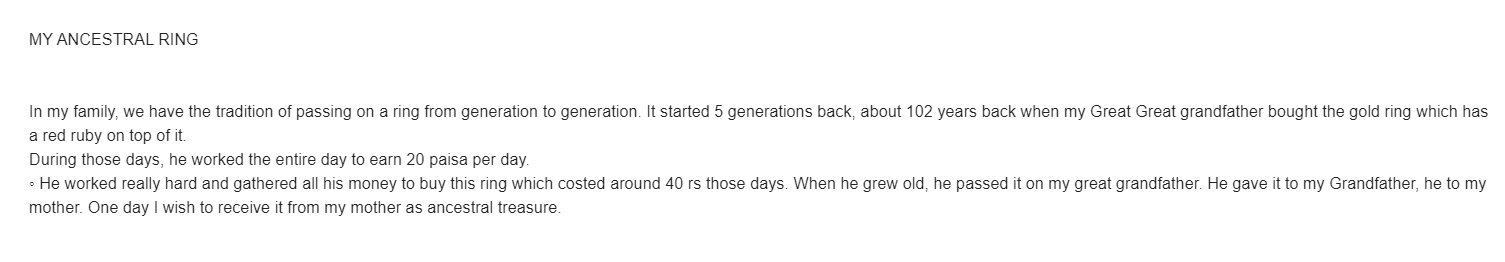 MY ANCESTRAL RING
In my family, we have the tradition of passing on a ring from generation to generation. It started 5 generations back, about 102 years back when my Great Great grandfather bought the gold ring which has
a red ruby on top of it.
During those days, he worked the entire day to earn 20 paisa per day.
◦ He worked really hard and gathered all his money to buy this ring which costed around 40 rs those days. When he grew old, he passed it on my great grandfather. He gave it to my Grandfather, he to my
mother. One day I wish to receive it from my mother as ancestral treasure.